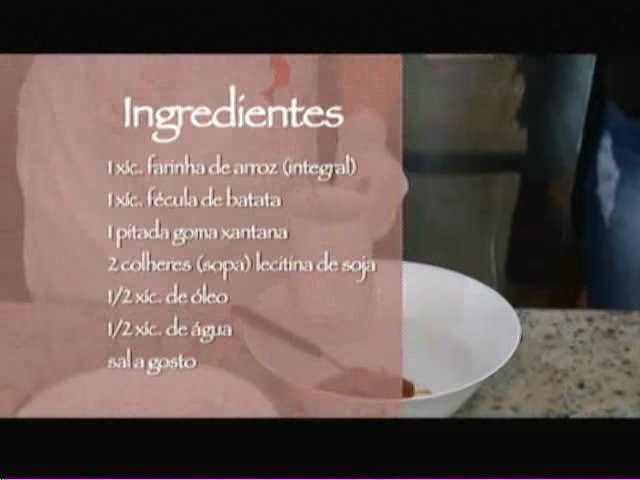 Ingredientes
1 xíc. farinha de arroz (integral)
1 xíc. fécula de batata
1 pitada goma xantana
2 colheres (sopa) lecitina de soja
1/2 xíc. de óleo
1/2 xíc. de água
sal a gosto